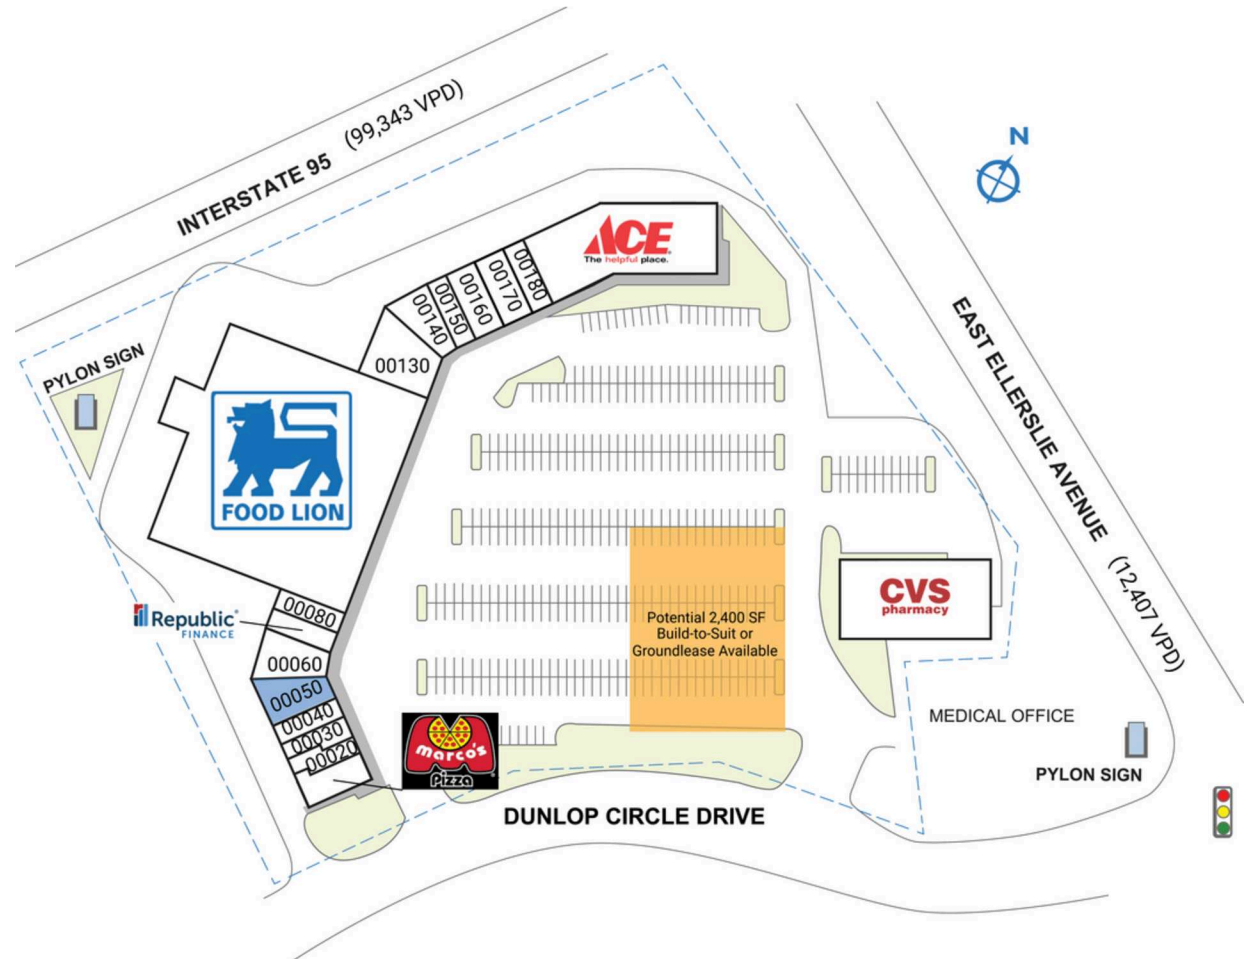 INTERSTATE 95 (99,343 VPD)
N
ACE
The helpful place.
00180
00170
00160
00150
00140
00130
PYLON SIGN
FOOD LION
EAST ELLERSLIE AVENUE (12,407 VPD)
CVS
pharmacy
Republic
FINANCE
00080
00060
00050
00040
00030
00020
Potential 2,400 SF
Build-to-Suit or
Groundlease Available
marco's
Pizza
MEDICAL OFFICE
PYLON SIGN
DUNLOP CIRCLE DRIVE